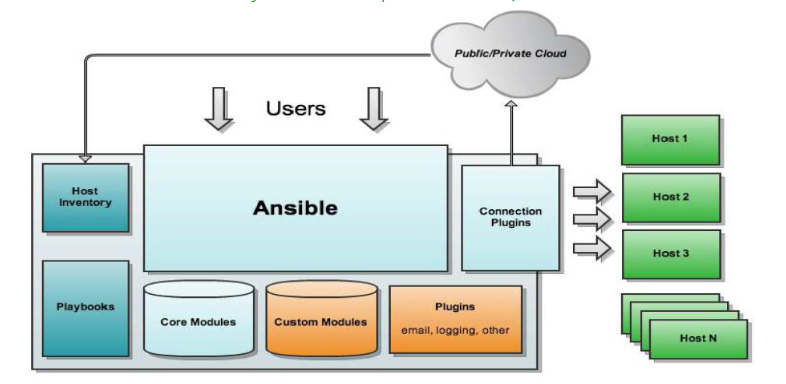 Public/Private Cloud
Users
Host 1
Host
Inventory
Ansible
Connection
Plugins
Host 2
Host 3
Playbooks
Core Modules
Custom Modules
Plugins
email, logging, other
Host N